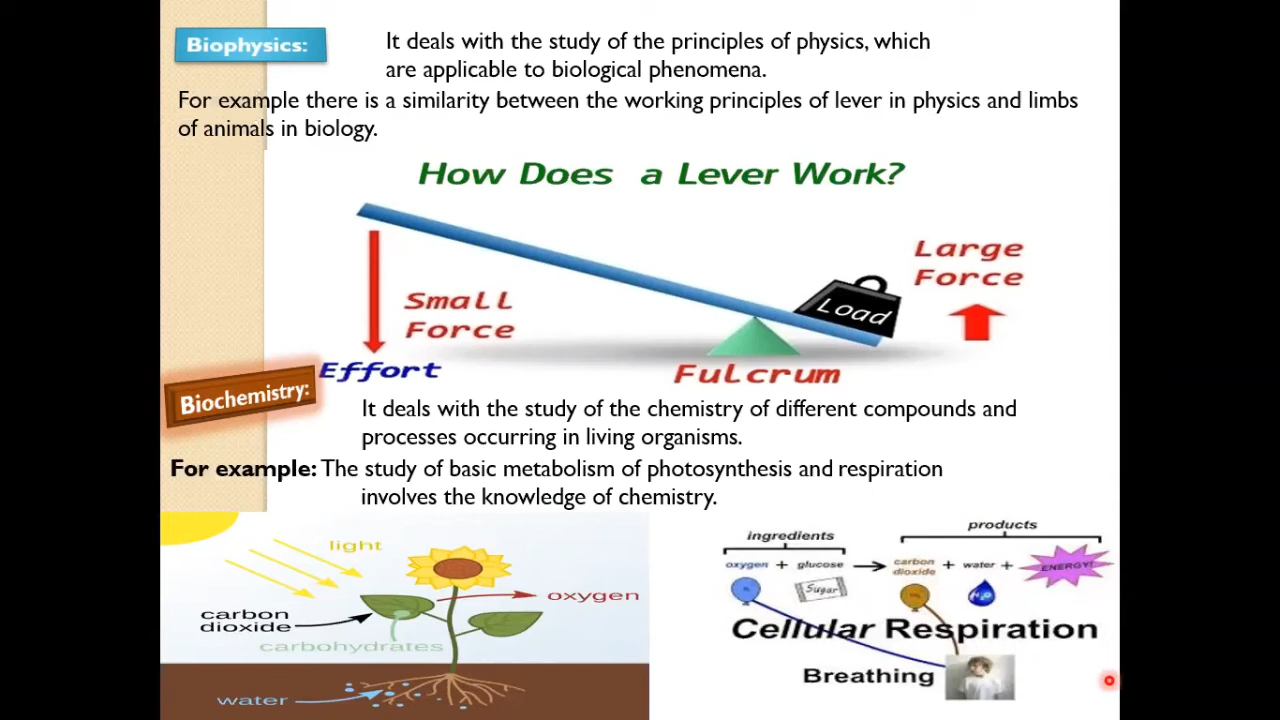 Biophysics:
It deals with the study of the principles of physics, which
are applicable to biological phenomena.
For example there is a similarity between the working principles of lever in physics and limbs
of animals in biology.
How Does a Lever Work?
Large
Force
Small
Force
Load
Effort
Fulcrum
Biochemistry:
It deals with the study of the chemistry of different compounds and
processes occurring in living organisms.
For example: The study of basic metabolism of photosynthesis and respiration
involves the knowledge of chemistry.
light
carbon
dioxide
oxygen
carbohydrates
water
ingredients
products
oxygen + glucose → carbon dioxide + water + ENERGY!
Sugar
H₂O
Cellular Respiration
Breathing